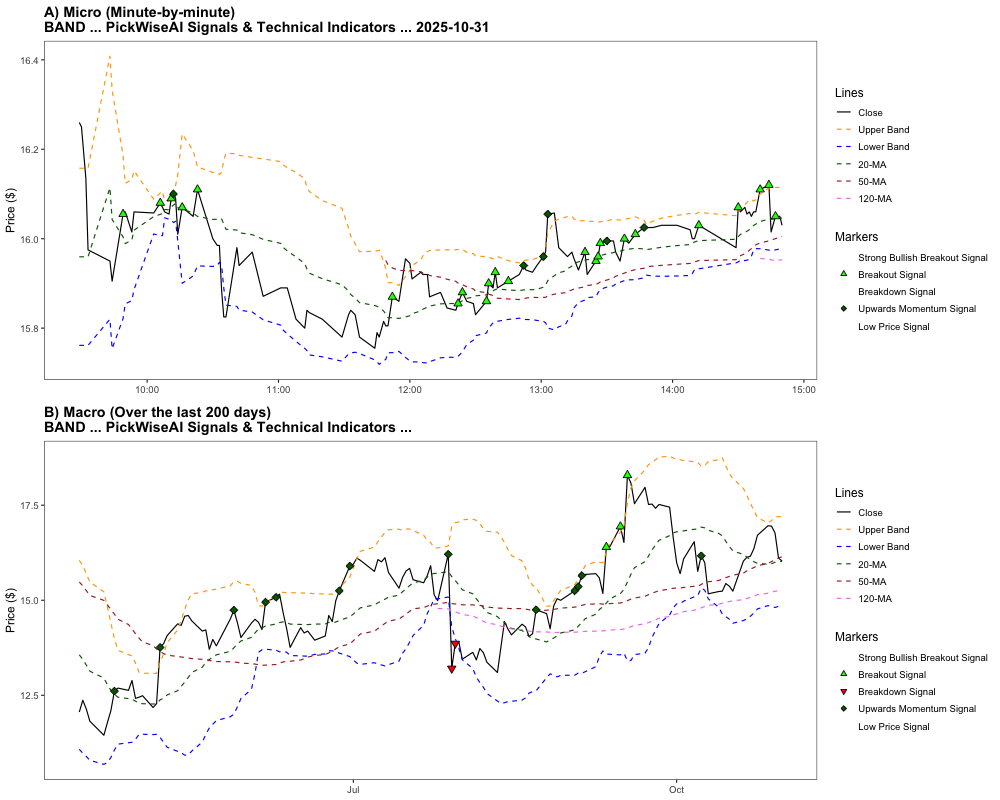 A) Micro (Minute-by-minute)
BAND ... PickWiseAI Signals & Technical Indicators ... 2025-10-31
Price ($)
16.4
16.2
16.0
15.8
10:00
11:00
12:00
13:00
14:00
15:00
Lines
Close
Upper Band
Lower Band
20-MA
50-MA
120-MA
Markers
Strong Bullish Breakout Signal
Breakout Signal
Breakdown Signal
Upwards Momentum Signal
Low Price Signal
B) Macro (Over the last 200 days)
BAND ... PickWiseAI Signals & Technical Indicators ...
Price ($)
17.5
15.0
12.5
Jul
Oct
Lines
Close
Upper Band
Lower Band
20-MA
50-MA
120-MA
Markers
Strong Bullish Breakout Signal
Breakout Signal
Breakdown Signal
Upwards Momentum Signal
Low Price Signal